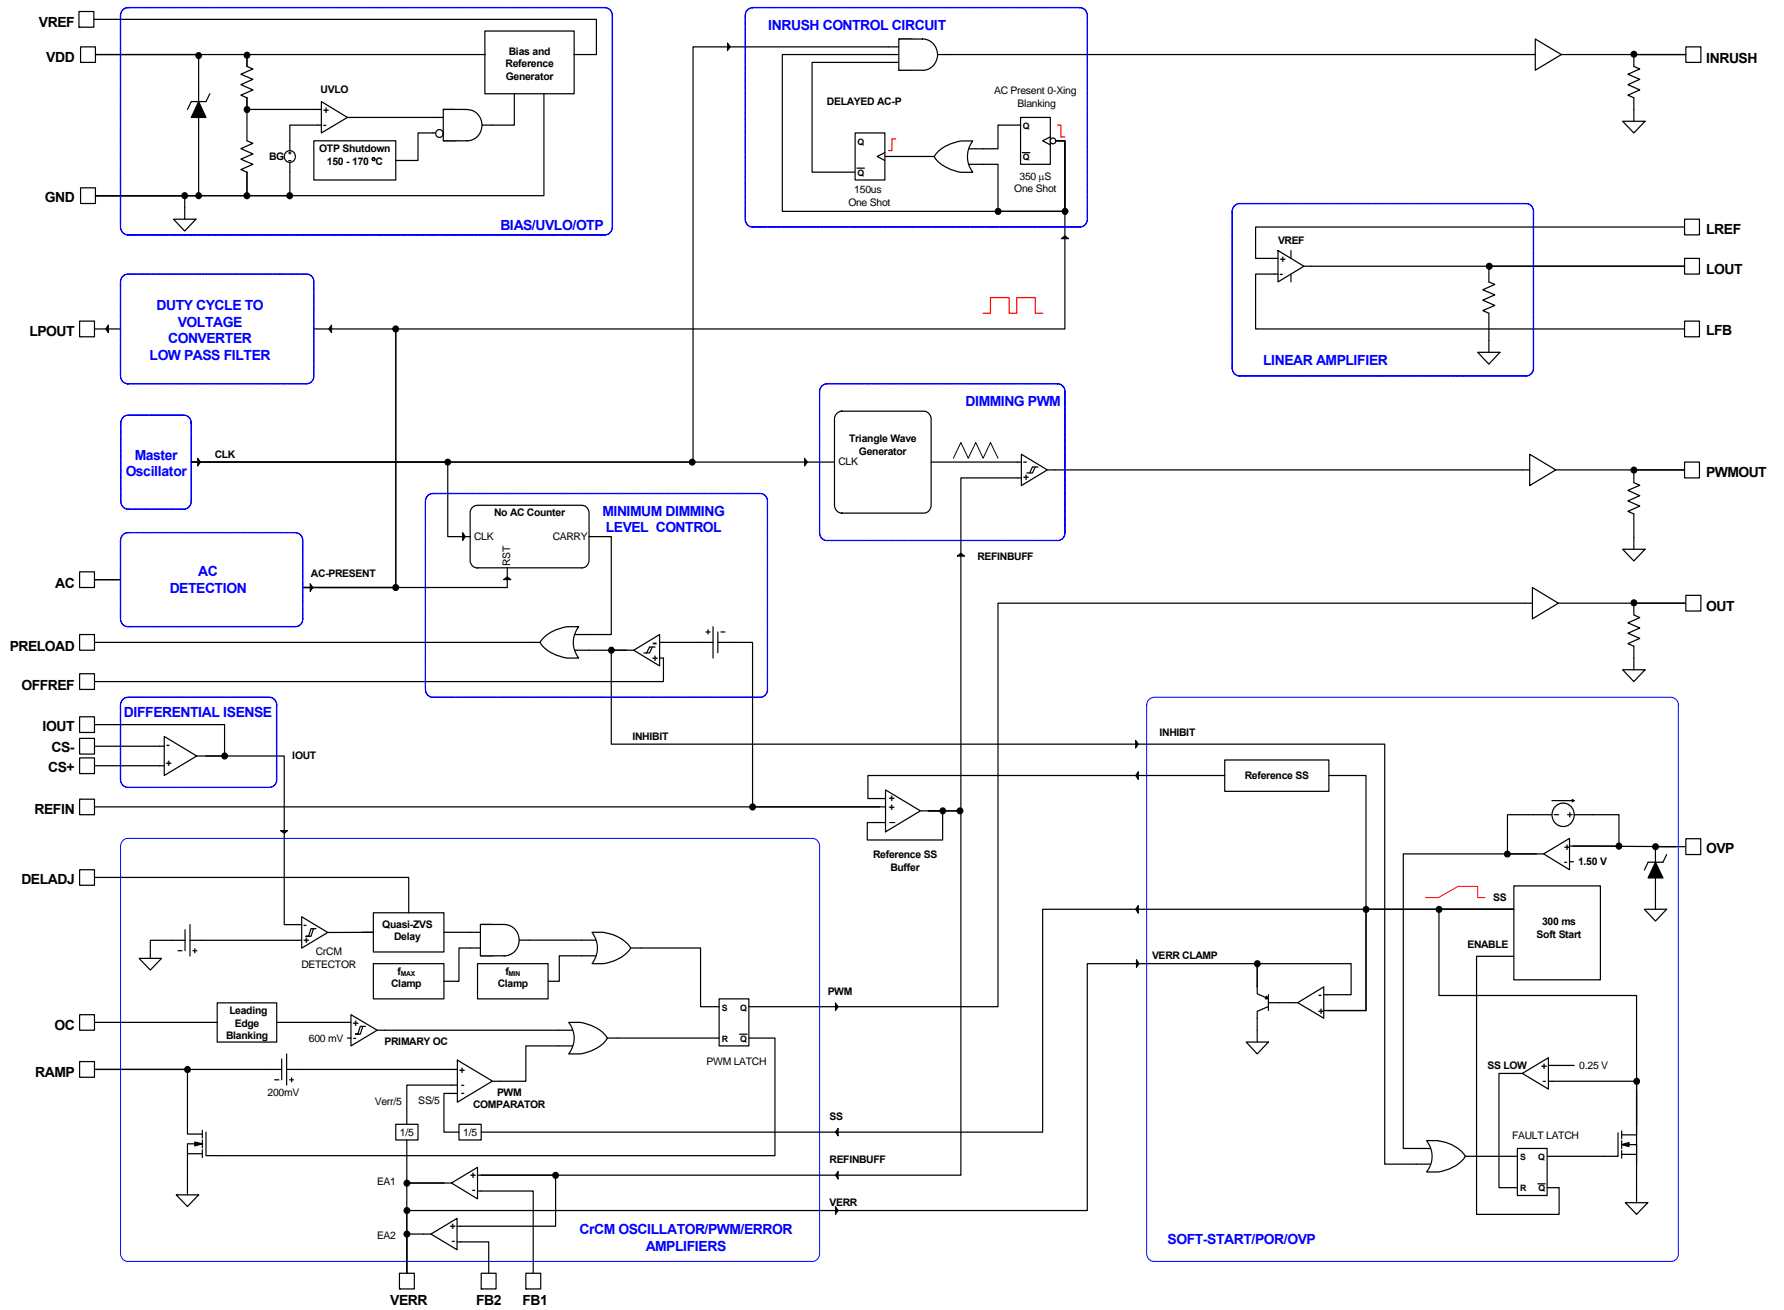 VREF
VDD
GND
Bias and
Reference
Generator
UVLO
+
-
BG
OTP Shutdown
150 - 170 ºC
BIAS/UVLO/OTP
INRUSH CONTROL CIRCUIT
DELAYED AC-P
AC Present 0-Xing
Blanking
Q
Q
150us
One Shot
Q
Q
350 µS
One Shot
INRUSH
LREF
VREF
+
-
LOUT
LFB
LINEAR AMPLIFIER
LPOUT
DUTY CYCLE TO
VOLTAGE
CONVERTER
LOW PASS FILTER
Master
Oscillator
CLK
DIMMING PWM
Triangle Wave
Generator
CLK
-
+
PWMOUT
REFINBUFF
MINIMUM DIMMING
LEVEL CONTROL
No AC Counter
CLK
CARRY
RST
AC
AC
DETECTION
AC-PRESENT
OUT
PRELOAD
OFFREF
-
+
+
-
DIFFERENTIAL ISENSE
IOUT
CS-
CS+
-
+
IOUT
INHIBIT
INHIBIT
REFIN
Reference SS
+
+
-
Reference SS
Buffer
- +
+
-
1.50 V
OVP
SS
300 ms
Soft Start
ENABLE
DELADJ
-
+
- +
CrCM
DETECTOR
Quasi-ZVS
Delay
fMAX
Clamp
fMIN
Clamp
VERR CLAMP
-
+
PWM
S Q
R Q
PWM LATCH
OC
Leading
Edge
Blanking
600 mV
+
-
PRIMARY OC
RAMP
- +
200mV
+
-
-
PWM
COMPARATOR
Verr/5
SS/5
1/5
1/5
SS
SS LOW
+
-
0.25 V
FAULT LATCH
S Q
R Q
REFINBUFF
EA1
+
-
VERR
EA2
+
-
CrCM OSCILLATOR/PWM/ERROR
AMPLIFIERS
SOFT-START/POR/OVP
VERR
FB2
FB1